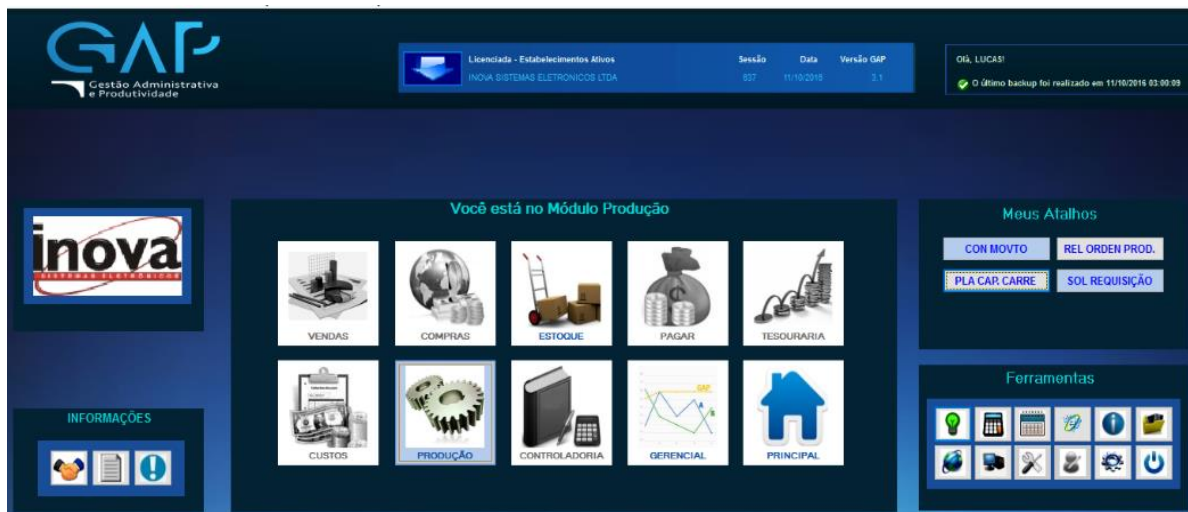 GAP
Gestão Administrativa
e Produtividade
Licenciada - Estabelecimentos Ativos
INOVA SISTEMAS ELETRONICOS LTDA
Sessão
837
Data
11/10/2016
Versão GAP
3.1
Olá, LUCAS!
O último backup foi realizado em 11/10/2016 03:00:09
inova
SISTEMAS ELETRÔNICOS
INFORMAÇÕES
Você está no Módulo Produção
VENDAS
COMPRAS
ESTOQUE
PAGAR
TESOURARIA
CUSTOS
PRODUÇÃO
CONTROLADORIA
GAP
A
B
GERENCIAL
PRINCIPAL
Meus Atalhos
CON MOVTO
REL ORDEN PROD.
PLA CAP. CARRE
SOL REQUISIÇÃO
Ferramentas